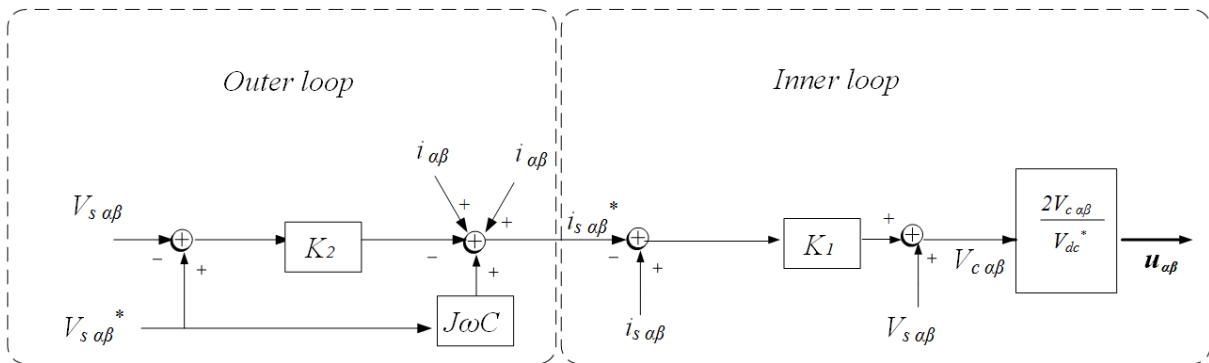 Outer loop
Inner loop
i αβ
i αβ
V s αβ
+
+
i s αβ *
2V c αβ
V dc *
+
K2
K1
−
+
−
+
−
+
+
V c αβ
u αβ
V s αβ *
JωC
i s αβ
V s αβ